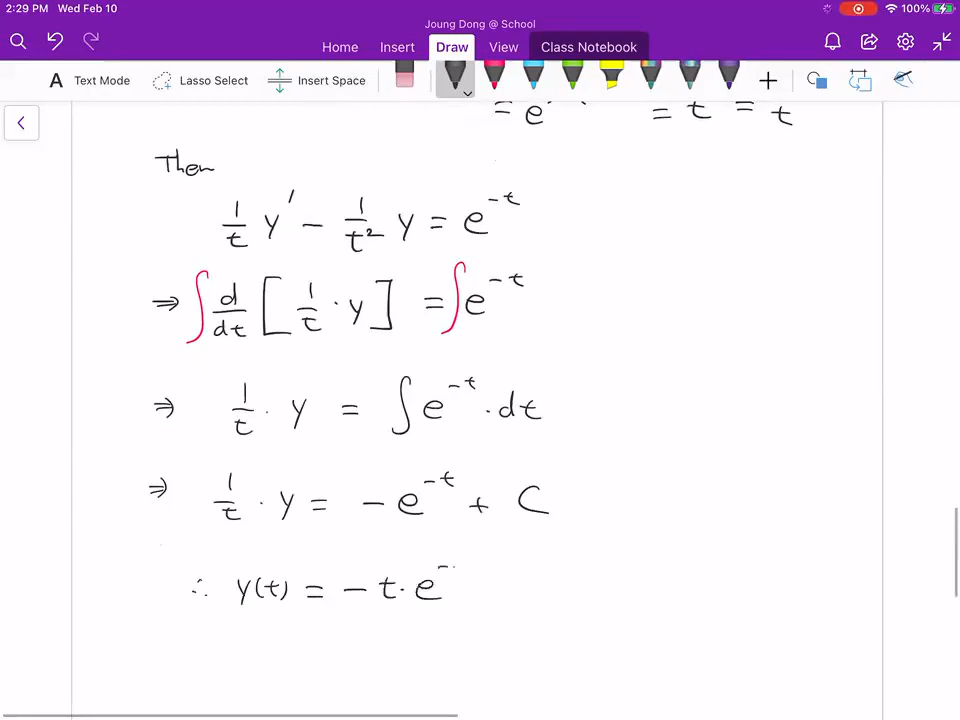 2:29 PM Wed Feb 10 100%
Joung Dong @ School
Home Insert Draw View Class Notebook
Text Mode Lasso Select Insert Space
= e = t = t
Then
1/t y' − 1/t² y = e^{-t}
⇒ ∫ d/dt [ 1/t · y ] = ∫ e^{-t}
⇒ 1/t · y = ∫ e^{-t} · dt
⇒ 1/t · y = − e^{-t} + C
∴ y(t) = − t · e^{-